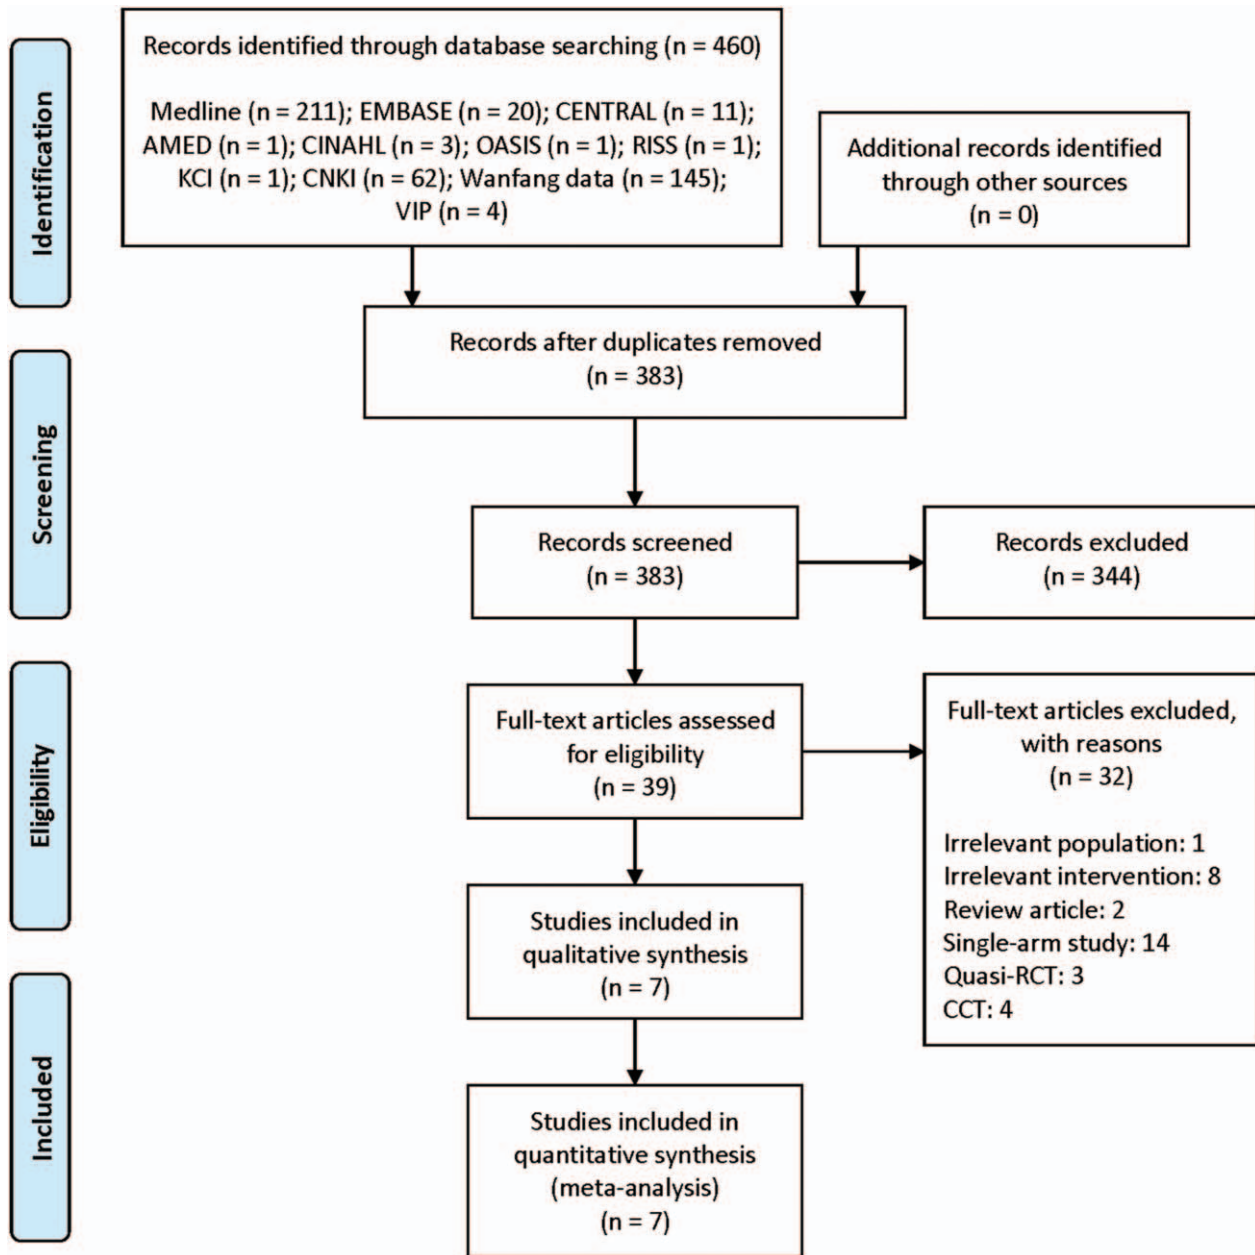 Identification
Records identified through database searching (n = 460)
Medline (n = 211); EMBASE (n = 20); CENTRAL (n = 11);
AMED (n = 1); CINAHL (n = 3); OASIS (n = 1); RISS (n = 1);
KCI (n = 1); CNKI (n = 62); Wanfang data (n = 145);
VIP (n = 4)
Additional records identified
through other sources
(n = 0)
Records after duplicates removed
(n = 383)
Screening
Records screened
(n = 383)
Records excluded
(n = 344)
Eligibility
Full-text articles assessed
for eligibility
(n = 39)
Full-text articles excluded,
with reasons
(n = 32)
Irrelevant population: 1
Irrelevant intervention: 8
Review article: 2
Single-arm study: 14
Quasi-RCT: 3
CCT: 4
Studies included in
qualitative synthesis
(n = 7)
Included
Studies included in
quantitative synthesis
(meta-analysis)
(n = 7)